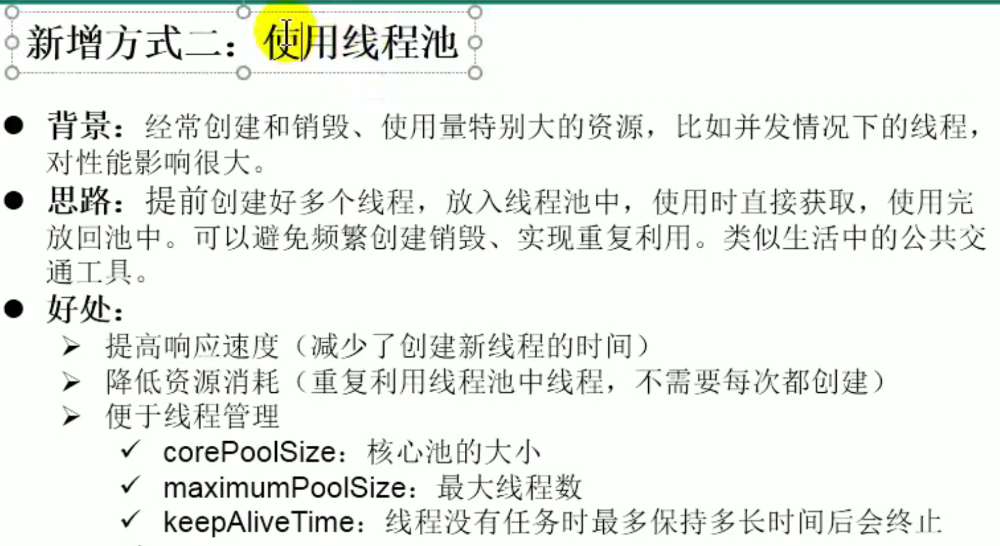 新增方式二：使用线程池
背景：经常创建和销毁、使用量特别大的资源，比如并发情况下的线程，
对性能影响很大。
思路：提前创建好多个线程，放入线程池中，使用时直接获取，使用完
放回池中。可以避免频繁创建销毁、实现重复利用。类似生活中的公共交
通工具。
好处：
提高响应速度（减少了创建新线程的时间）
降低资源消耗（重复利用线程池中线程，不需要每次都创建）
便于线程管理
corePoolSize：核心池的大小
maximumPoolSize：最大线程数
keepAliveTime：线程没有任务时最多保持多长时间后会终止